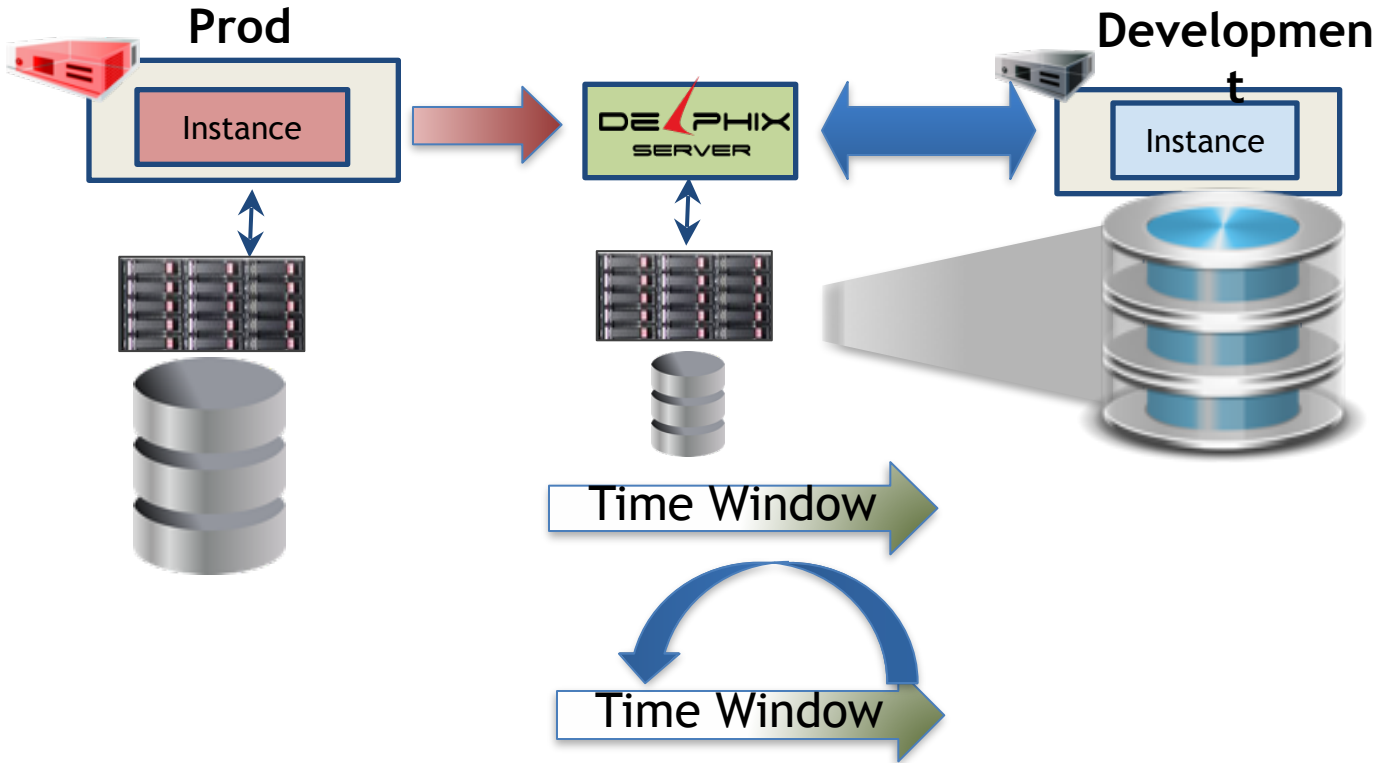 Prod
Developmen
t
Instance
DELPHIX
SERVER
Instance
Time Window
Time Window